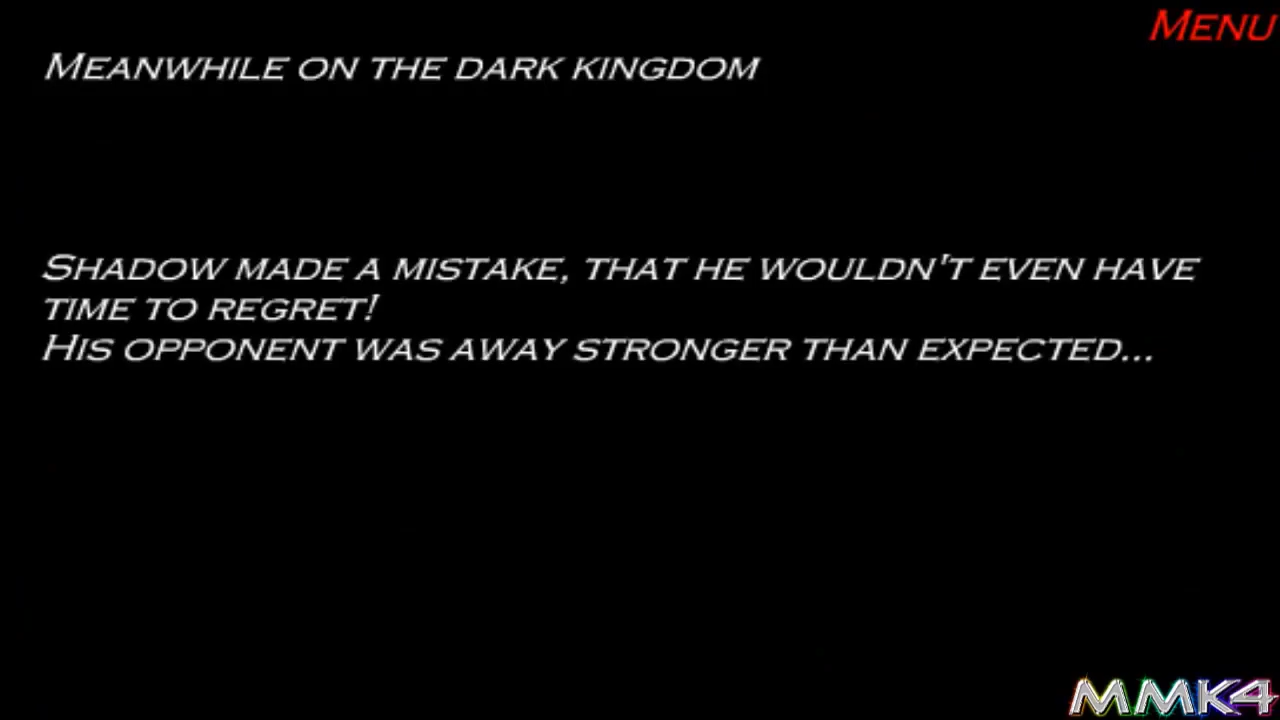 Menu
Meanwhile on the dark kingdom
Shadow made a mistake, that he wouldn't even have
time to regret!
His opponent was away stronger than expected...
MMK4